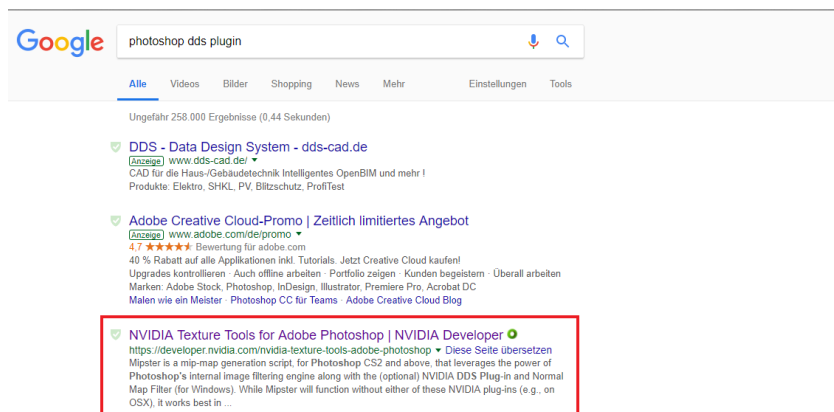 Google photoshop dds plugin
Alle Videos Bilder Shopping News Mehr Einstellungen Tools
Ungefähr 258.000 Ergebnisse (0,44 Sekunden)
DDS - Data Design System - dds-cad.de
Anzeige www.dds-cad.de/
CAD für die Haus-/Gebäudetechnik Intelligentes OpenBIM und mehr !
Produkte: Elektro, SHKL, PV, Blitzschutz, ProfiTest
Adobe Creative Cloud-Promo | Zeitlich limitiertes Angebot
Anzeige www.adobe.com/de/promo
4,7 ★★★★★ Bewertung für adobe.com
40 % Rabatt auf alle Applikationen inkl. Tutorials. Jetzt Creative Cloud kaufen!
Upgrades kontrollieren · Auch offline arbeiten · Portfolio zeigen · Kunden begeistern · Überall arbeiten
Marken: Adobe Stock, Photoshop, InDesign, Illustrator, Premiere Pro, Acrobat DC
Malen wie ein Meister · Photoshop CC für Teams · Adobe Creative Cloud Blog
NVIDIA Texture Tools for Adobe Photoshop | NVIDIA Developer
https://developer.nvidia.com/nvidia-texture-tools-adobe-photoshop Diese Seite übersetzen
Mipster is a mip-map generation script, for Photoshop CS2 and above, that leverages the power of
Photoshop's internal image filtering engine along with the (optional) NVIDIA DDS Plug-in and Normal
Map Filter (for Windows). While Mipster will function without either of these NVIDIA plug-ins (e.g., on
OSX), it works best in ...